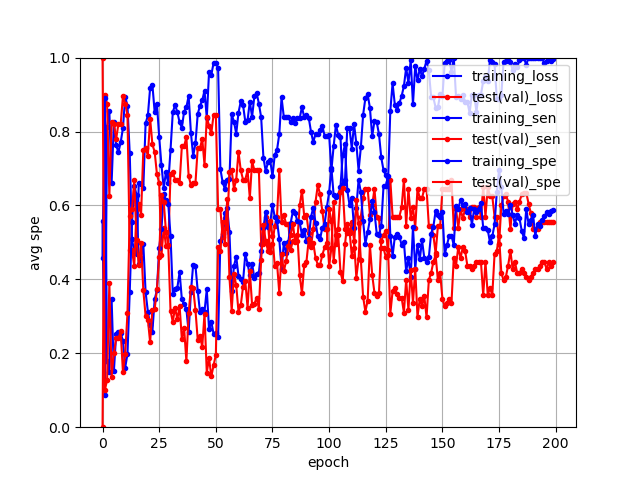 1.0
0.8
0.6
0.4
0.2
0.0
avg spe
0 25 50 75 100 125 150 175 200
epoch
training_loss
test(val)_loss
training_sen
test(val)_sen
training_spe
test(val)_spe